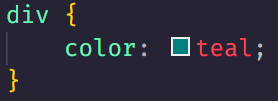 div {
    color: teal;
}